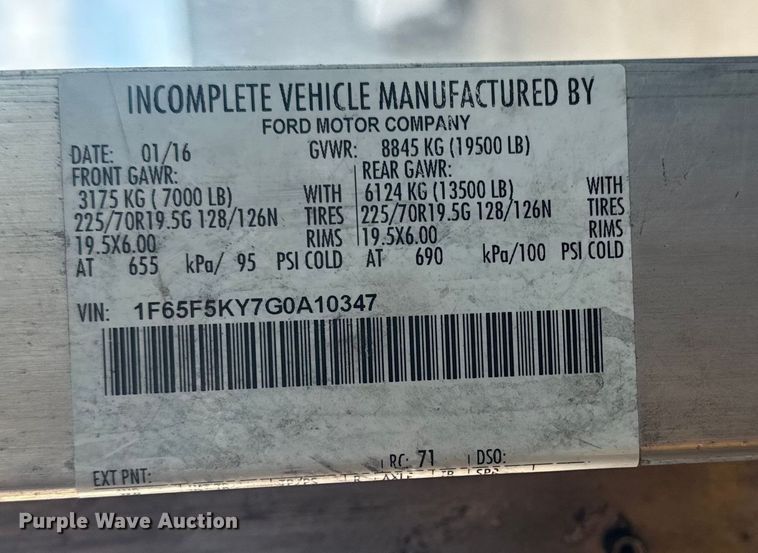 INCOMPLETE VEHICLE MANUFACTURED BY
FORD MOTOR COMPANY
DATE: 01/16 GVWR: 8845 KG (19500 LB)
FRONT GAWR: REAR GAWR:
3175 KG ( 7000 LB) WITH 6124 KG (13500 LB) WITH
225/70R19.5G 128/126N TIRES 225/70R19.5G 128/126N TIRES
19.5X6.00 RIMS 19.5X6.00 RIMS
AT 655 kPa/ 95 PSI COLD AT 690 kPa/100 PSI COLD
VIN: 1F65F5KY7G0A10347
RC: 71 DSO:
EXT PNT:
Purple Wave Auction